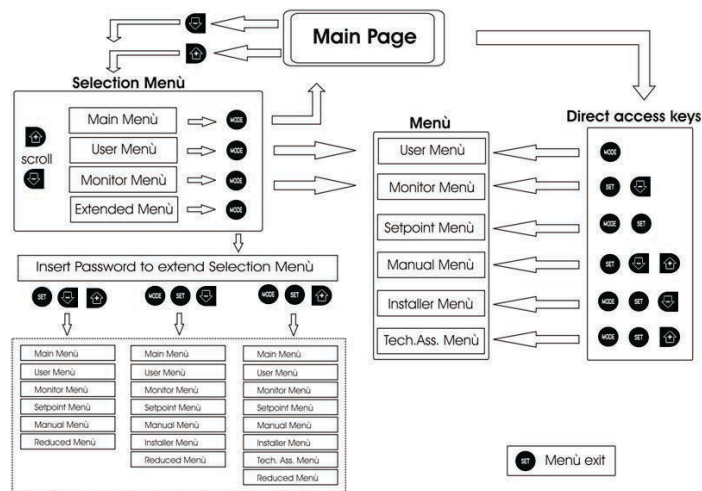 Main Page
Selection Menù
scroll
Main Menù
MODE
User Menù
MODE
Monitor Menù
MODE
Extended Menù
MODE
Insert Password to extend Selection Menù
SET
MODE SET
MODE SET
Main Menù
User Menù
Monitor Menù
Setpoint Menù
Manual Menù
Reduced Menù
Main Menù
User Menù
Monitor Menù
Setpoint Menù
Manual Menù
Installer Menù
Reduced Menù
Main Menù
User Menù
Monitor Menù
Setpoint Menù
Manual Menù
Installer Menù
Tech. Ass. Menù
Reduced Menù
Menù
Direct access keys
User Menù
MODE
Monitor Menù
SET
Setpoint Menù
MODE SET
Manual Menù
SET
Installer Menù
MODE SET
Tech.Ass. Menù
MODE SET
SET Menù exit